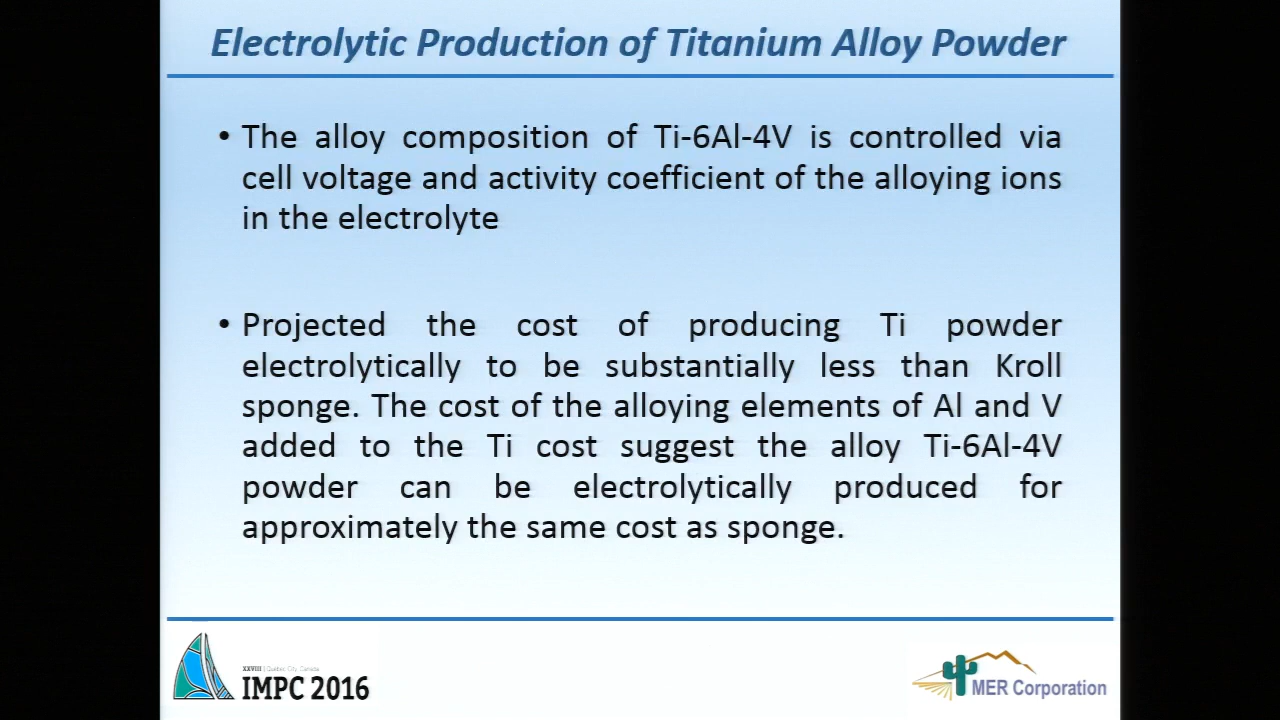 Electrolytic Production of Titanium Alloy Powder
• The alloy composition of Ti-6Al-4V is controlled via
cell voltage and activity coefficient of the alloying ions
in the electrolyte
• Projected the cost of producing Ti powder
electrolytically to be substantially less than Kroll
sponge. The cost of the alloying elements of Al and V
added to the Ti cost suggest the alloy Ti-6Al-4V
powder can be electrolytically produced for
approximately the same cost as sponge.
XXVIII | Quebec City, Canada
IMPC 2016
MER Corporation